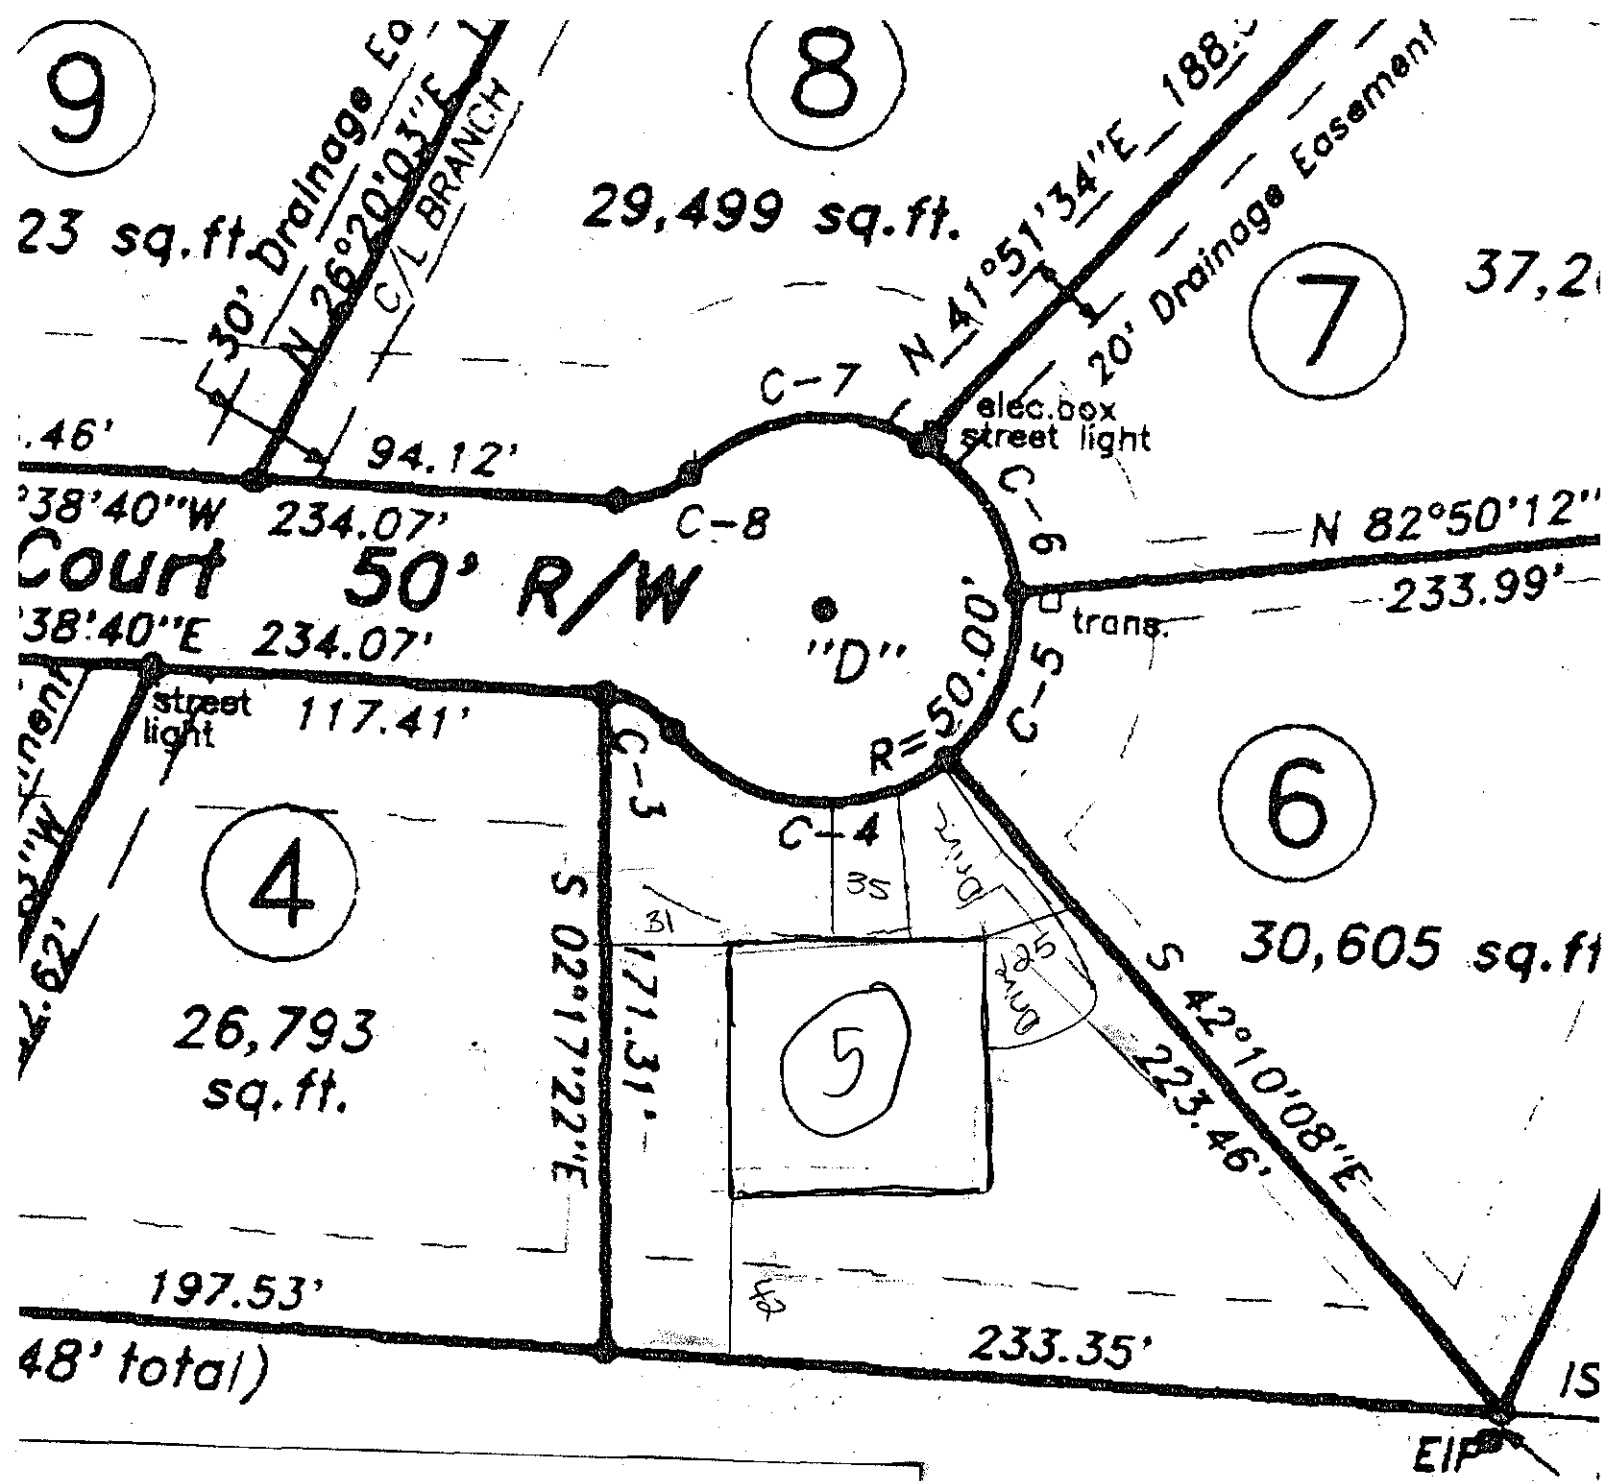 9
8
7
188.
N 26°20'03"E
C/L BRANCH
30' Drainage Ea
23 sq.ft.
29,499 sq.ft.
N 41°51'34"E
20' Drainage Easement
37,2
C-7
elec.box
street light
.46'
94.12'
C-6
°38'40"W 234.07'
C-8
N 82°50'12"
Court 50' R/W
233.99'
trans.
'38'40"E 234.07'
"D"
R=50.00'
C-5
street
light
117.41'
C-3
C-4
6
4
35
Driv
31
S 02°17'22"E
171.31'
25
Driv
5
30,605 sq.ft
S 42°10'08"E
223.46'
.62'
26,793
sq.ft.
197.53'
233.35'
48' total)
IS
EIP